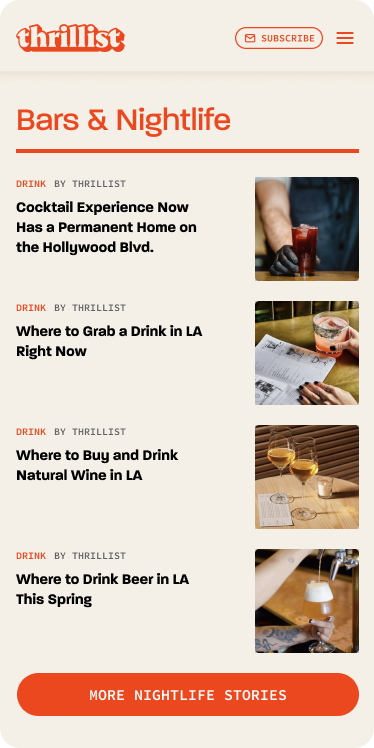 thrillist
SUBSCRIBE
Bars & Nightlife
DRINK BY THRILLIST
Cocktail Experience Now
Has a Permanent Home on
the Hollywood Blvd.
DRINK BY THRILLIST
Where to Grab a Drink in LA
Right Now
DRINK BY THRILLIST
Where to Buy and Drink
Natural Wine in LA
DRINK BY THRILLIST
Where to Drink Beer in LA
This Spring
MORE NIGHTLIFE STORIES